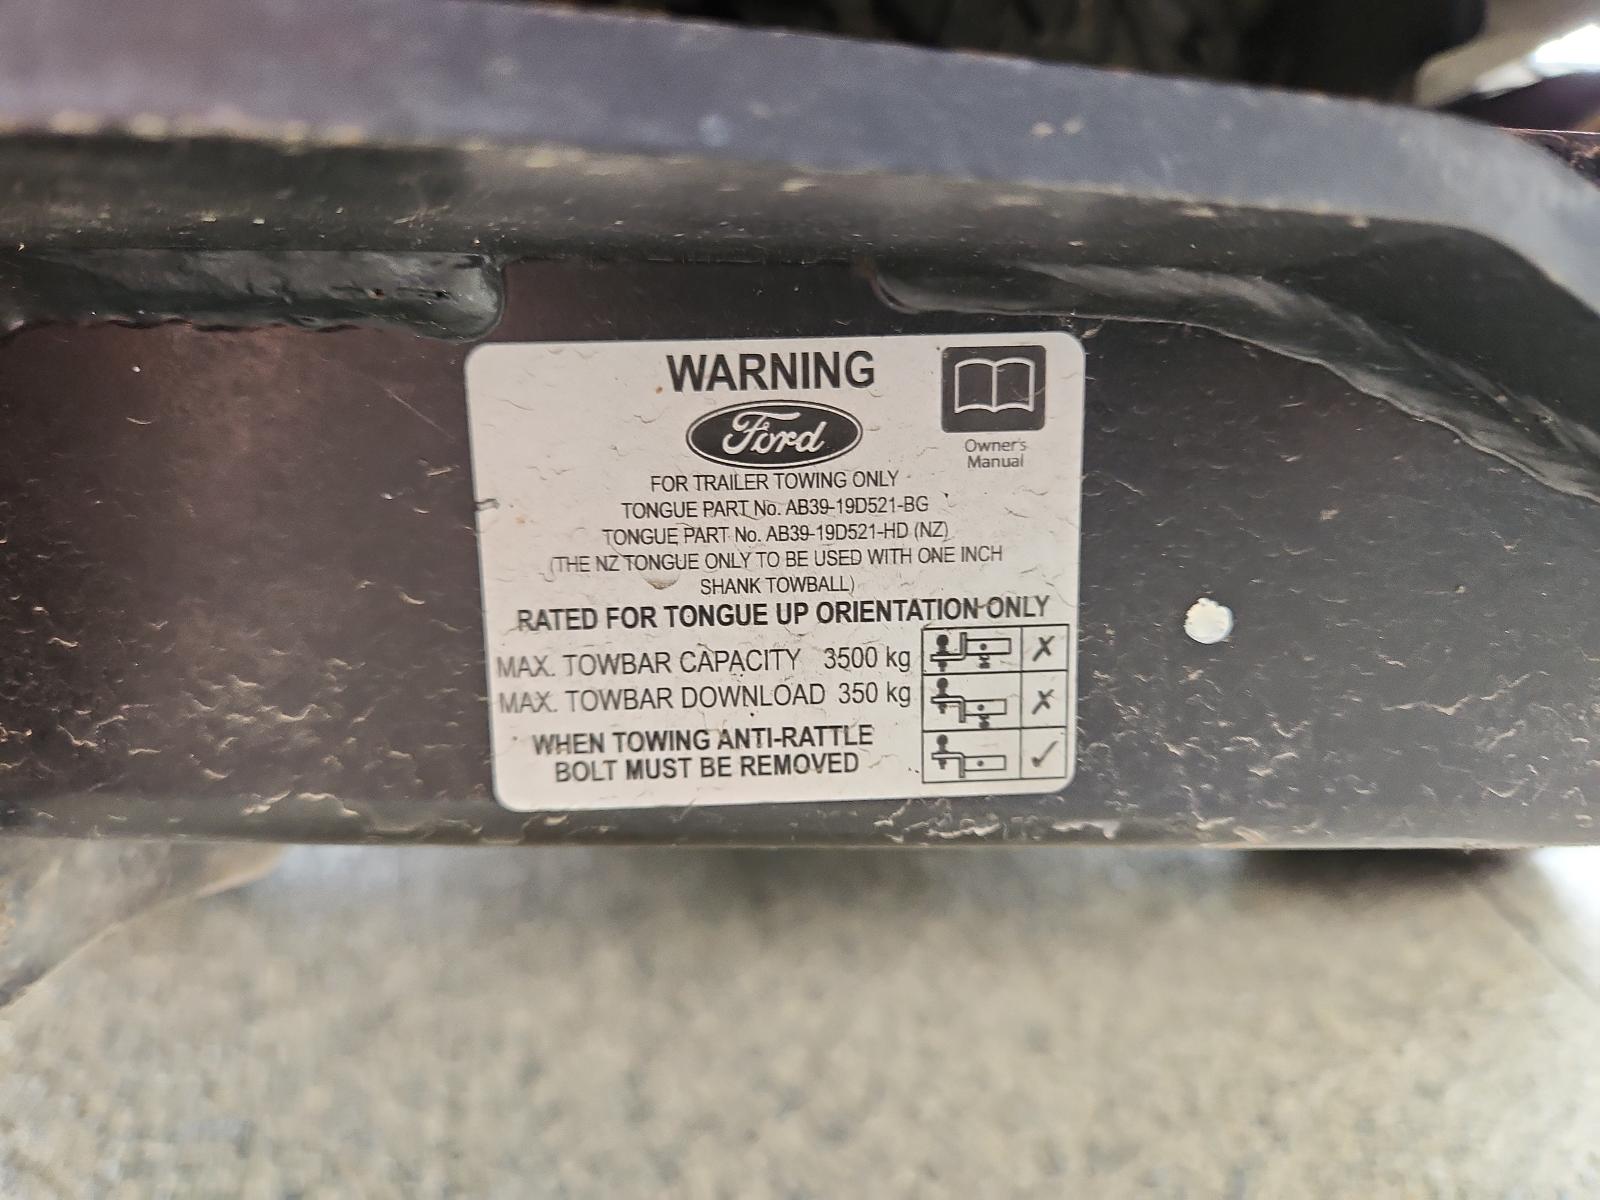 WARNING
Ford
Owner's
Manual
FOR TRAILER TOWING ONLY
TONGUE PART No. AB39-19D521-BG
TONGUE PART No. AB39-19D521-HD (NZ)
(THE NZ TONGUE ONLY TO BE USED WITH ONE INCH
SHANK TOWBALL)
RATED FOR TONGUE UP ORIENTATION ONLY
MAX. TOWBAR CAPACITY 3500 kg
MAX. TOWBAR DOWNLOAD 350 kg
WHEN TOWING ANTI-RATTLE
BOLT MUST BE REMOVED